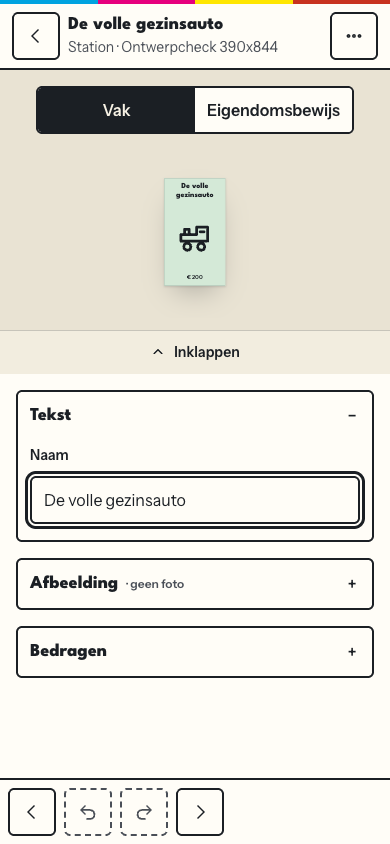 De volle gezinsauto
Station · Ontwerpcheck 390x844
Vak
Eigendomsbewijs
De volle
gezinsauto
€ 200
Inklappen
Tekst
Naam
De volle gezinsauto
Afbeelding · geen foto
Bedragen